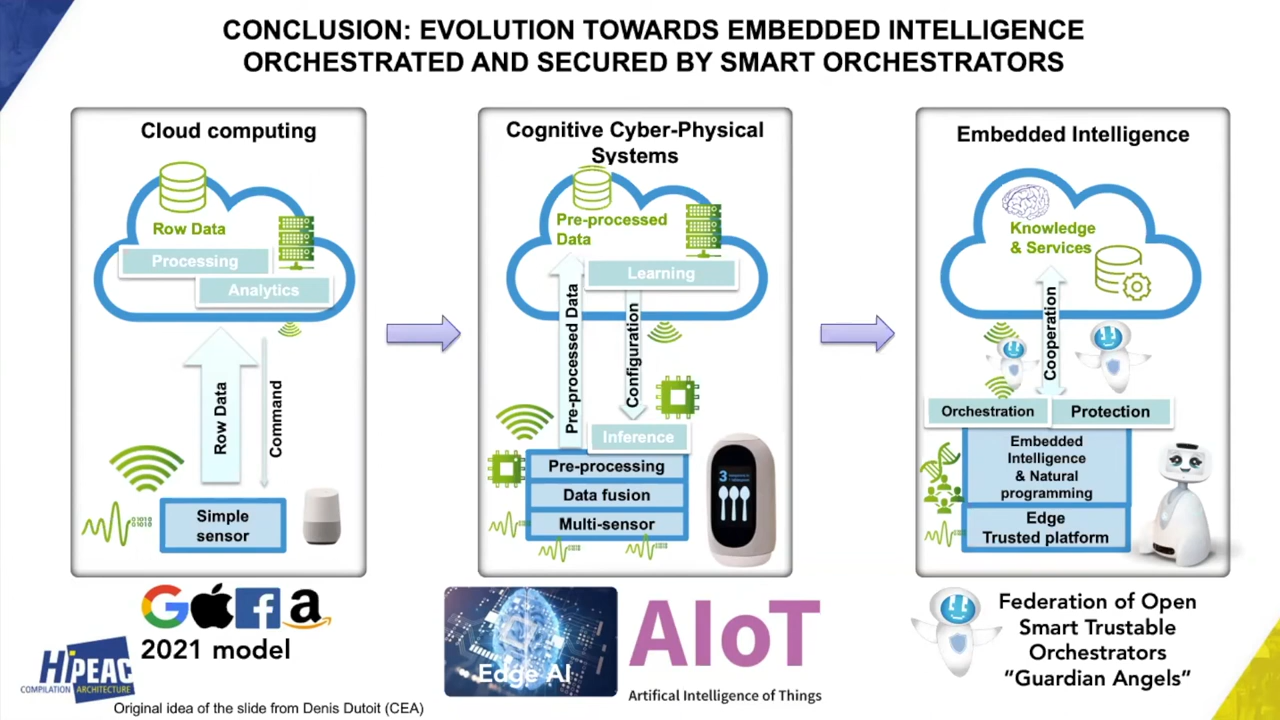 CONCLUSION: EVOLUTION TOWARDS EMBEDDED INTELLIGENCE
ORCHESTRATED AND SECURED BY SMART ORCHESTRATORS
Cloud computing
Row Data
Processing
Analytics
Row Data
Command
01010
01010
Simple
sensor
Cognitive Cyber-Physical
Systems
Pre-processed
Data
Learning
Pre-processed Data
Configuration
Inference
Pre-processing
Data fusion
Multi-sensor
3
Embedded Intelligence
Knowledge
& Services
Cooperation
Orchestration
Protection
Embedded
Intelligence
& Natural
programming
Edge
Trusted platform
G f a
2021 model
• Edge AI
AIoT
Artifical Intelligence of Things
Federation of Open
Smart Trustable
Orchestrators
“Guardian Angels”
HiPEAC
COMPILATION ARCHITECTURE
Original idea of the slide from Denis Dutoit (CEA)